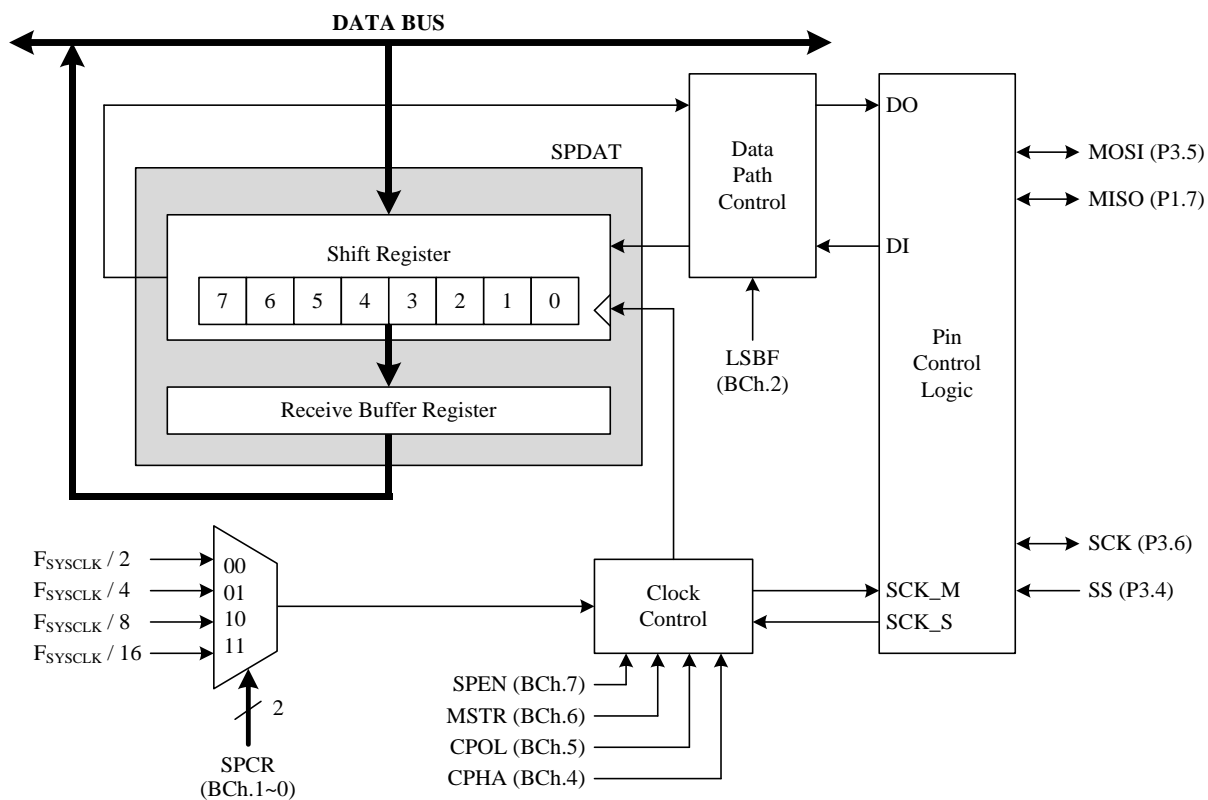 DATA BUS
DO
MOSI (P3.5)
SPDAT
Data
Path
Control
MISO (P1.7)
Shift Register
DI
7 6 5 4 3 2 1 0
LSBF
(BCh.2)
Pin
Control
Logic
Receive Buffer Register
FSYSCLK / 2
FSYSCLK / 4
FSYSCLK / 8
FSYSCLK / 16
00
01
10
11
2
SPCR
(BCh.1~0)
Clock
Control
SCK_M
SCK_S
SCK (P3.6)
SS (P3.4)
SPEN (BCh.7)
MSTR (BCh.6)
CPOL (BCh.5)
CPHA (BCh.4)